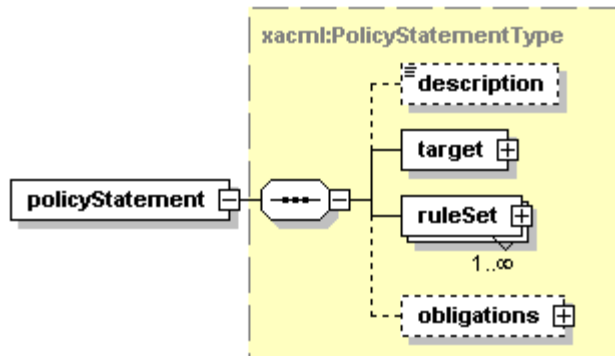 xacml:PolicyStatementType
description
target
policyStatement
ruleSet
1..∞
obligations